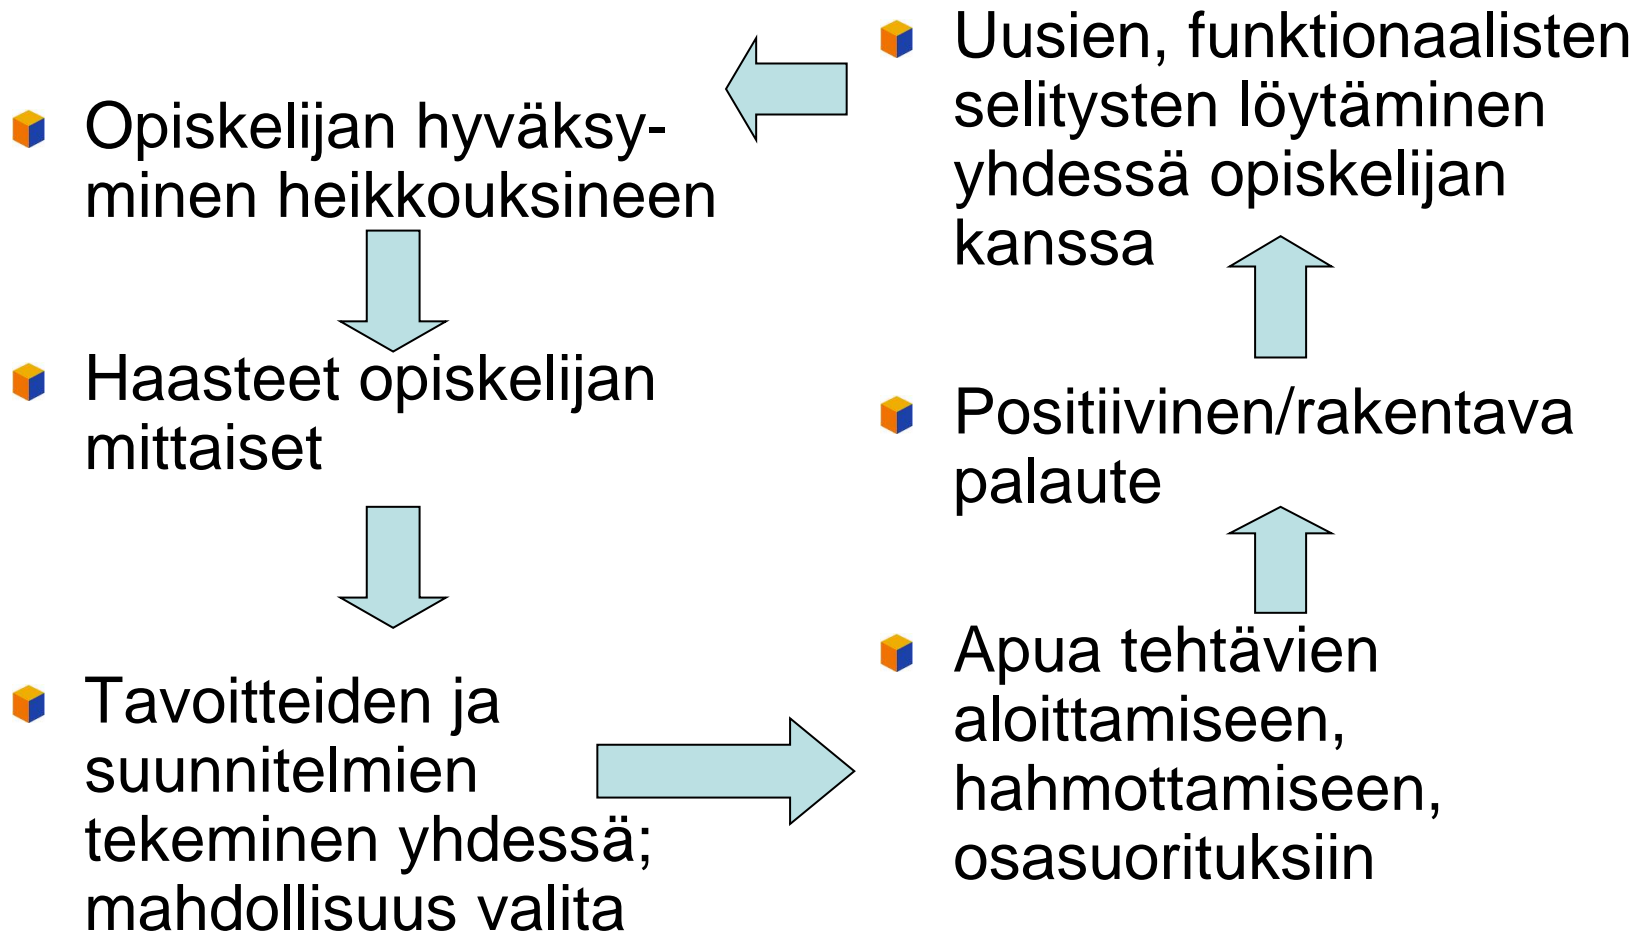 Opiskelijan hyväksy-
minen heikkouksineen
Haasteet opiskelijan
mittaiset
Tavoitteiden ja
suunnitelmien
tekeminen yhdessä;
mahdollisuus valita
Uusien, funktionaalisten
selitysten löytäminen
yhdessä opiskelijan
kanssa
Positiivinen/rakentava
palaute
Apua tehtävien
aloittamiseen,
hahmottamiseen,
osasuorituksiin